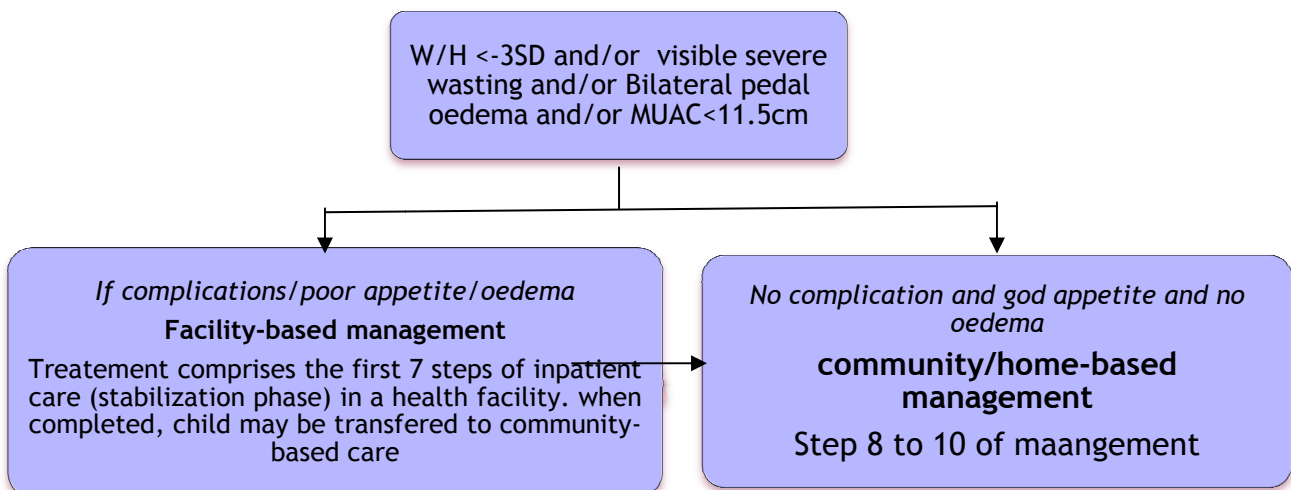 W/H <-3SD and/or  visible severe
wasting and/or Bilateral pedal
oedema and/or MUAC<11.5cm
If complications/poor appetite/oedema
Facility-based management
Treatement comprises the first 7 steps of inpatient
care (stabilization phase) in a health facility. when
completed, child may be transfered to community-
based care
No complication and god appetite and no
oedema
community/home-based
management
Step 8 to 10 of maangement